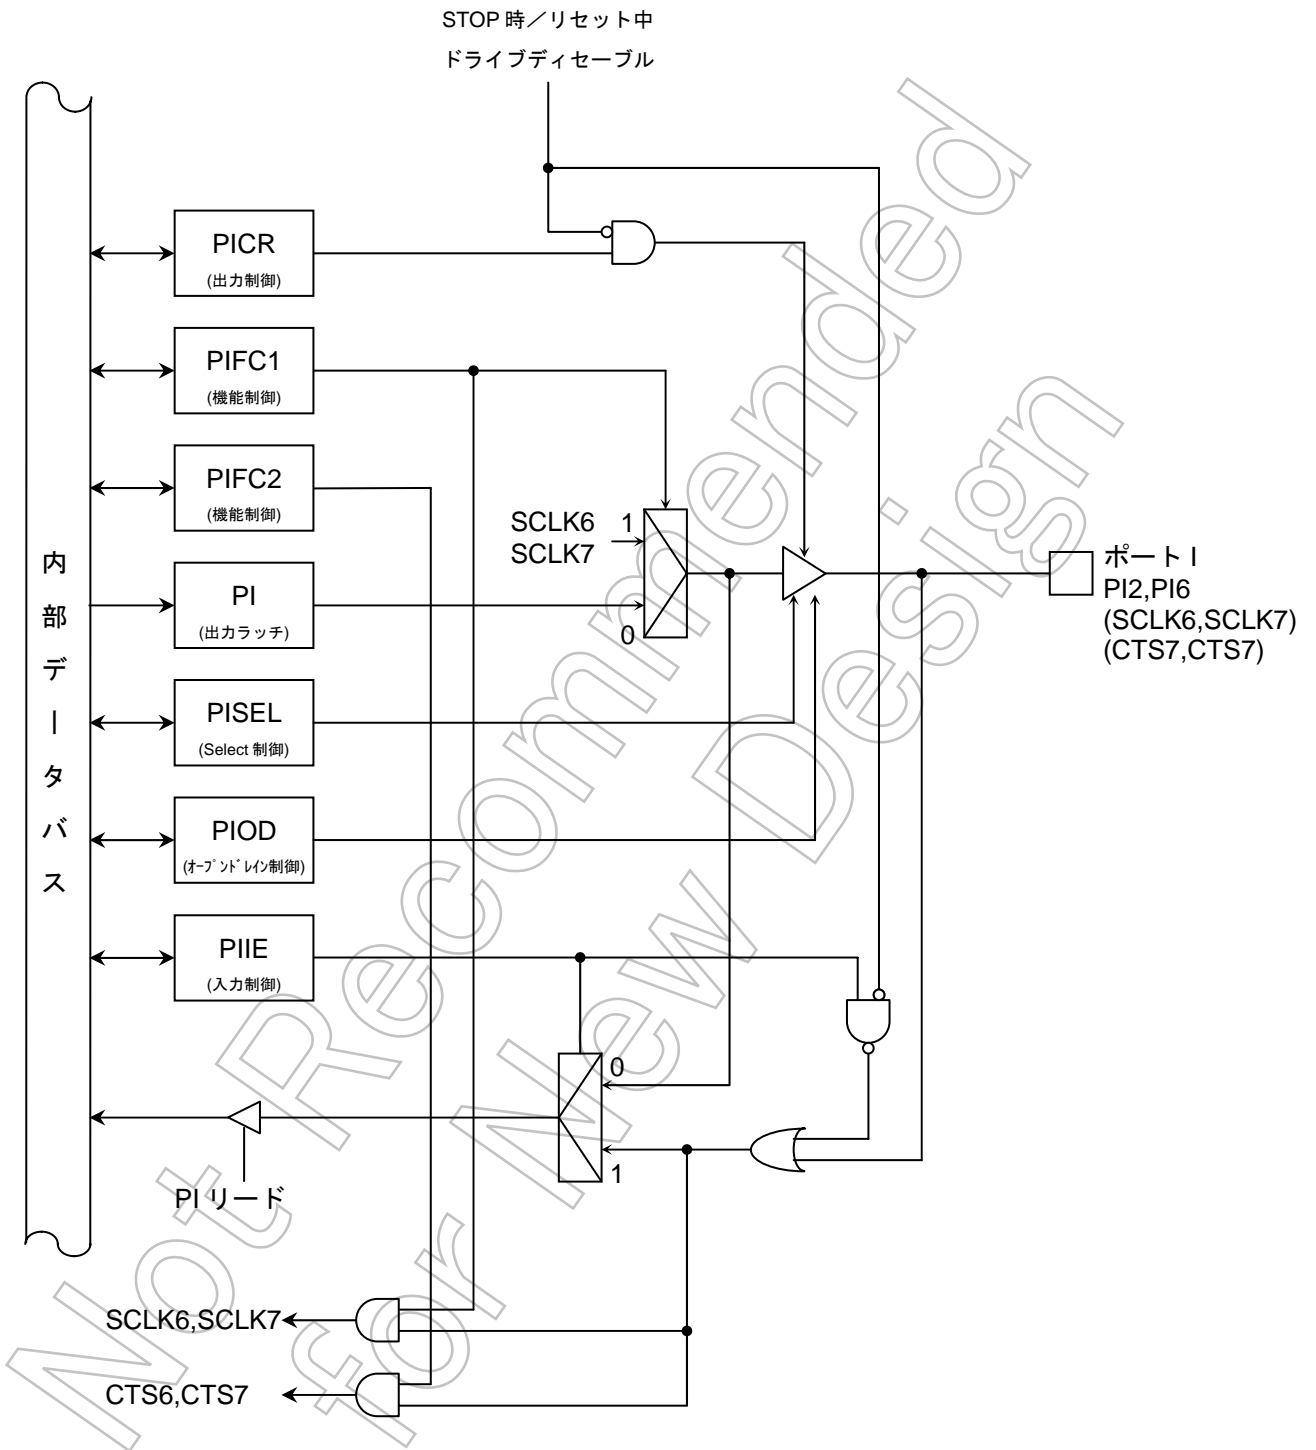 STOP 時／リセット中
ドライブディセーブル
内部データバス
PICR
(出力制御)
PIFC1
(機能制御)
PIFC2
(機能制御)
PI
(出力ラッチ)
PISEL
(Select 制御)
PIOD
(ｵｰﾌﾟﾝﾄﾞﾚｲﾝ制御)
PIIE
(入力制御)
SCLK6
SCLK7
1
0
ポート I
PI2,PI6
(SCLK6,SCLK7)
(CTS7,CTS7)
0
1
PI リード
SCLK6,SCLK7
CTS6,CTS7
Not Recommended
for New Design